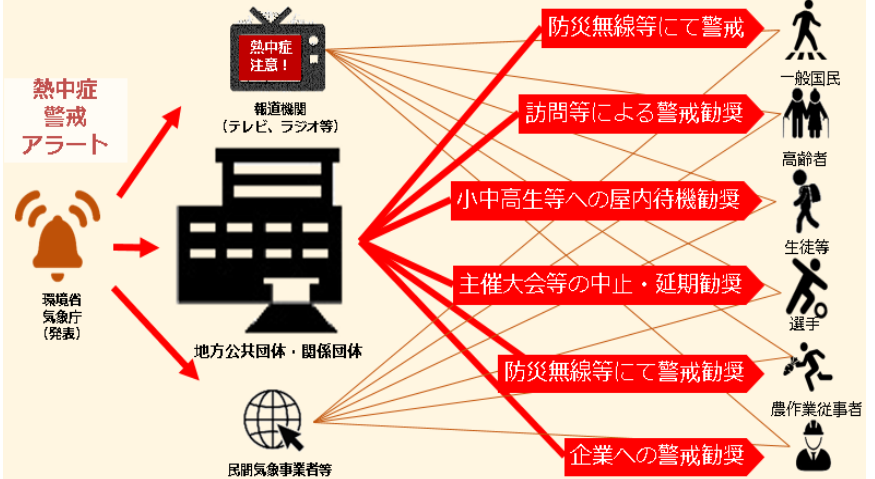 熱中症
警戒
アラート
環境省
気象庁
(発表)
熱中症
注意!
報道機関
(テレビ、ラジオ等)
地方公共団体・関係団体
民間気象事業者等
防災無線等にて警戒
訪問等による警戒勧奨
小中高生等への屋内待機勧奨
主催大会等の中止・延期勧奨
防災無線等にて警戒勧奨
企業への警戒勧奨
一般国民
高齢者
生徒等
選手
農作業従事者